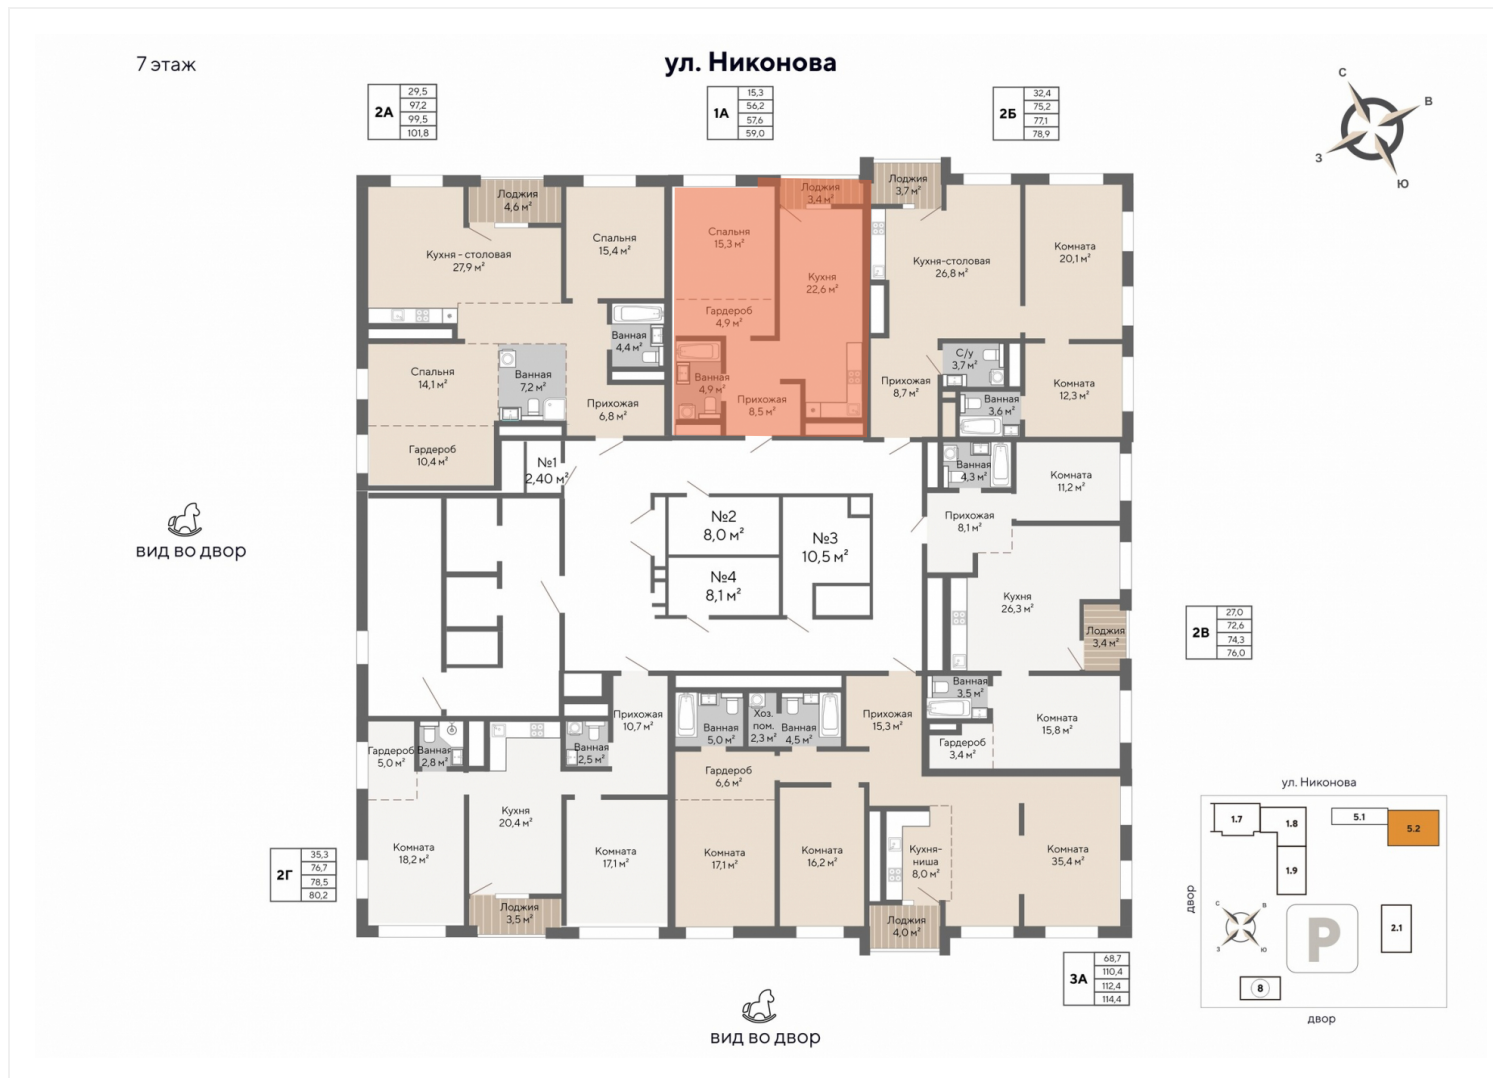 7 этаж
ул. Никонова
2А
29,5
97,2
99,5
101,8
1А
15,3
56,2
57,6
59,0
2Б
32,4
75,2
77,1
78,9
С
В
З
Ю
Лоджия
4,6 м²
Кухня - столовая
27,9 м²
Спальня
15,4 м²
Ванная
4,4 м²
Спальня
14,1 м²
Ванная
7,2 м²
Прихожая
6,8 м²
Гардероб
10,4 м²
Спальня
15,3 м²
Лоджия
3,4 м²
Кухня
22,6 м²
Гардероб
4,9 м²
Ванная
4,9 м²
Прихожая
8,5 м²
Лоджия
3,7 м²
Кухня-столовая
26,8 м²
Комната
20,1 м²
С/у
3,7 м²
Прихожая
8,7 м²
Ванная
3,6 м²
Комната
12,3 м²
№1
2,40 м²
№2
8,0 м²
№3
10,5 м²
№4
8,1 м²
Ванная
4,3 м²
Комната
11,2 м²
Прихожая
8,1 м²
Кухня
26,3 м²
Лоджия
3,4 м²
Ванная
3,5 м²
Комната
15,8 м²
Гардероб
3,4 м²
2В
27,0
72,6
74,3
76,0
вид во двор
Гардероб
5,0 м²
Ванная
2,8 м²
Кухня
20,4 м²
Ванная
2,5 м²
Прихожая
10,7 м²
Комната
18,2 м²
Комната
17,1 м²
Лоджия
3,5 м²
2Г
35,3
76,7
78,5
80,2
Ванная
5,0 м²
Хоз.
пом.
2,3 м²
Ванная
4,5 м²
Прихожая
15,3 м²
Гардероб
6,6 м²
Комната
17,1 м²
Комната
16,2 м²
Кухня-
ниша
8,0 м²
Комната
35,4 м²
Лоджия
4,0 м²
3А
68,7
110,4
112,4
114,4
вид во двор
ул. Никонова
1.7
1.8
1.9
5.1
5.2
двор
С
В
З
Ю
P
2.1
8
двор